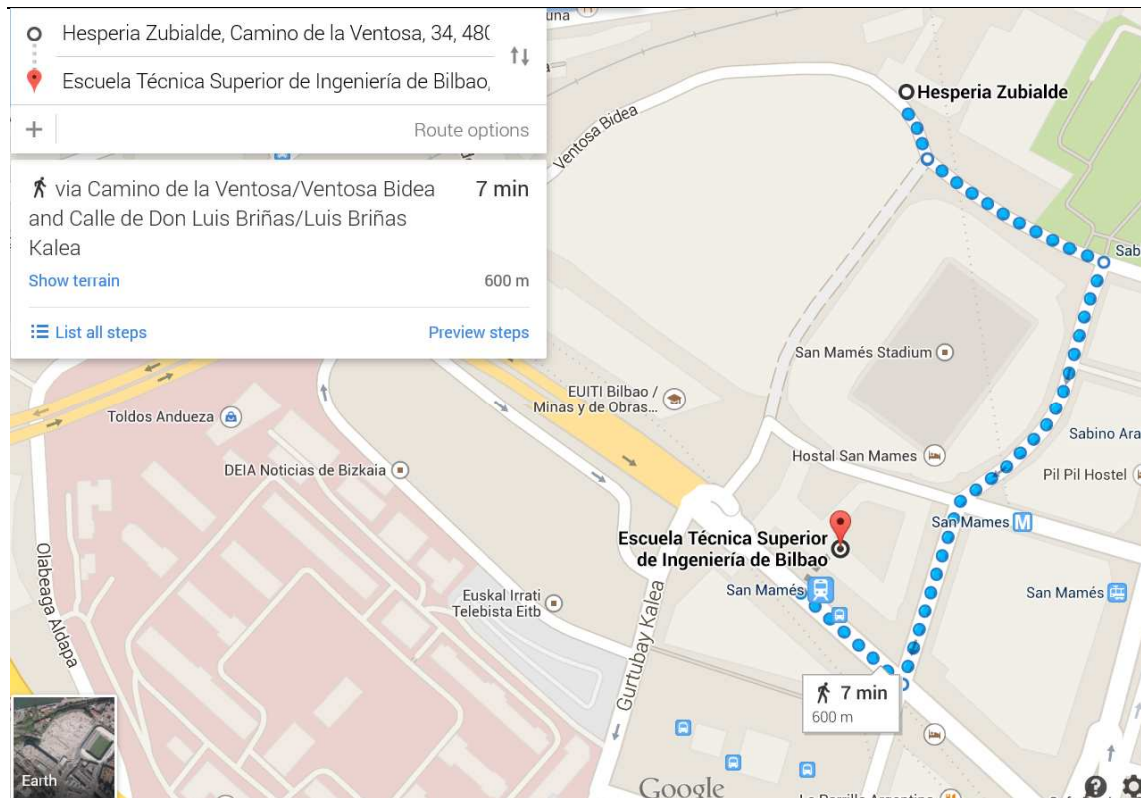 Hesperia Zubialde, Camino de la Ventosa, 34, 480
Escuela Técnica Superior de Ingeniería de Bilbao,
Route options
via Camino de la Ventosa/Ventosa Bidea
and Calle de Don Luis Briñas/Luis Briñas
Kalea
7 min
Show terrain
600 m
List all steps
Preview steps
una
Ventosa Bidea
Hesperia Zubialde
Sab
San Mamés Stadium
EUITI Bilbao /
Minas y de Obras...
Toldos Andueza
Sabino Ara
DEIA Noticias de Bizkaia
Hostal San Mames
Pil Pil Hostel
San Mames
M
Escuela Técnica Superior
de Ingeniería de Bilbao
Olabeaga Aldapa
San Mamés
San Mamés
Euskal Irrati
Telebista Eitb
Gurtubay Kalea
7 min
600 m
Earth
Google